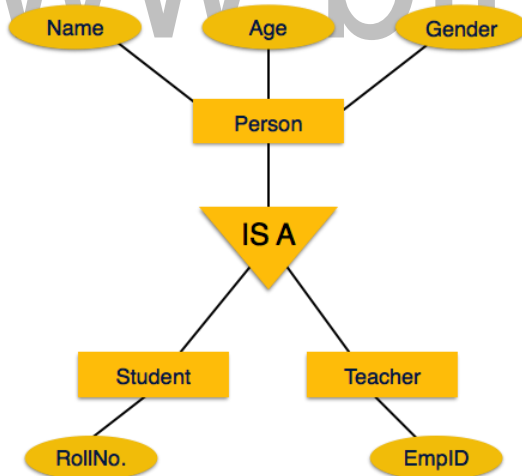 Name
Age
Gender
Person
IS A
Student
Teacher
RollNo.
EmpID